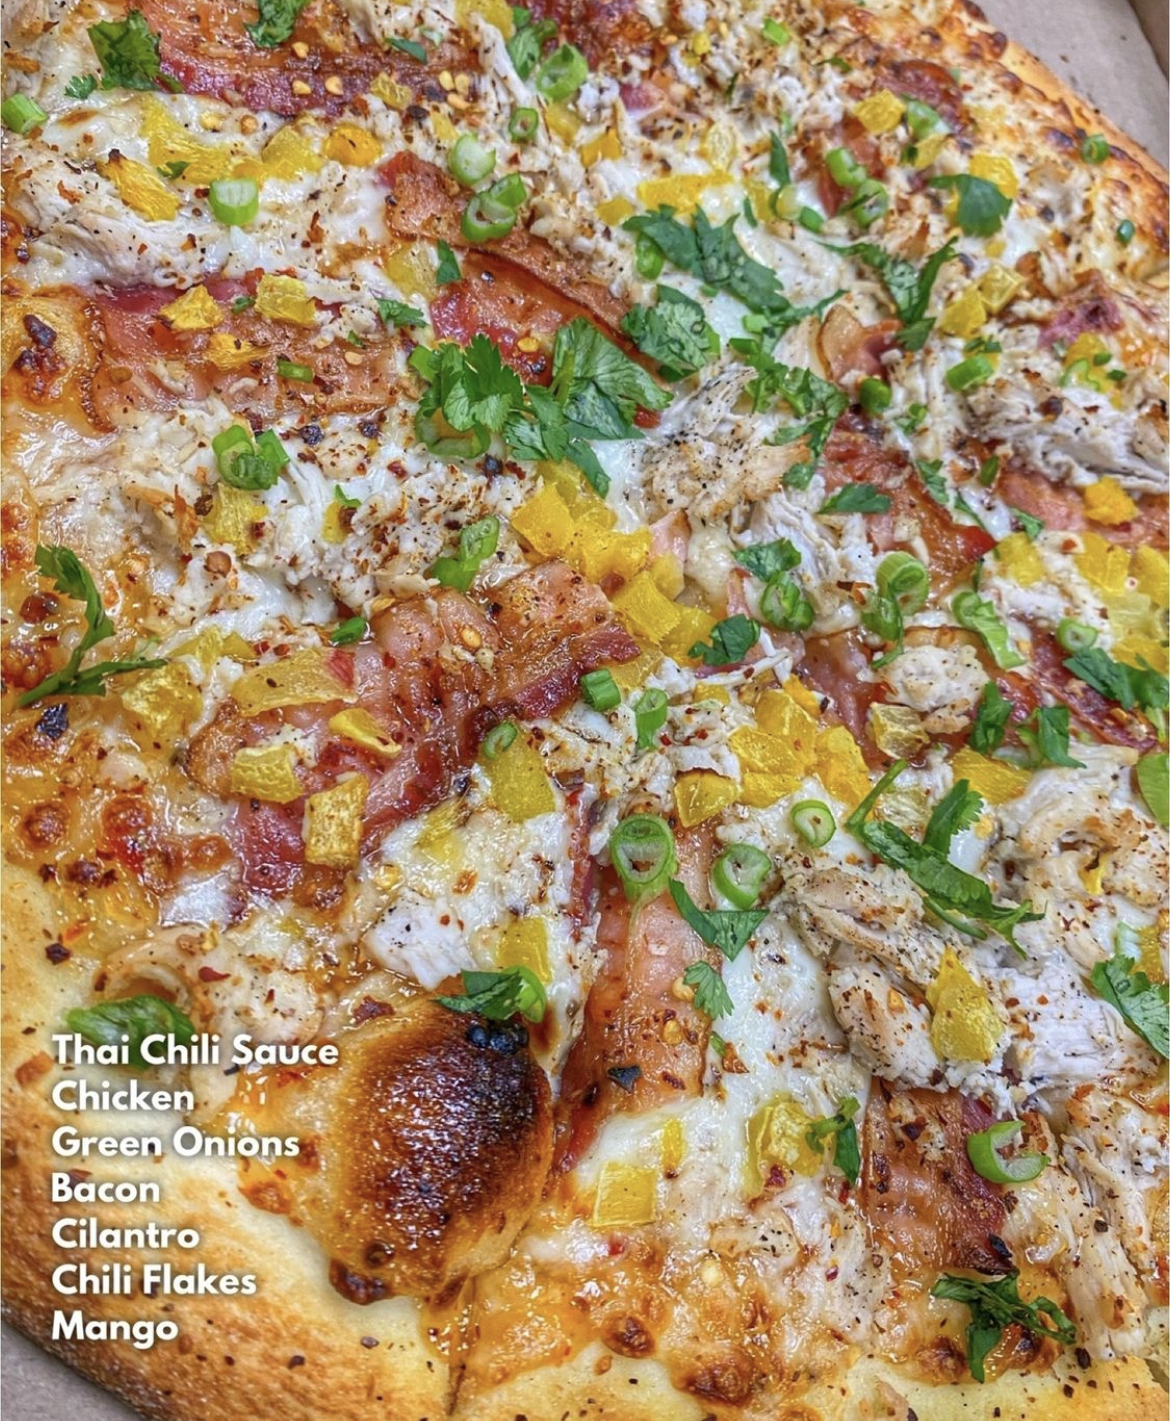 Thai Chili Sauce
Chicken
Green Onions
Bacon
Cilantro
Chili Flakes
Mango